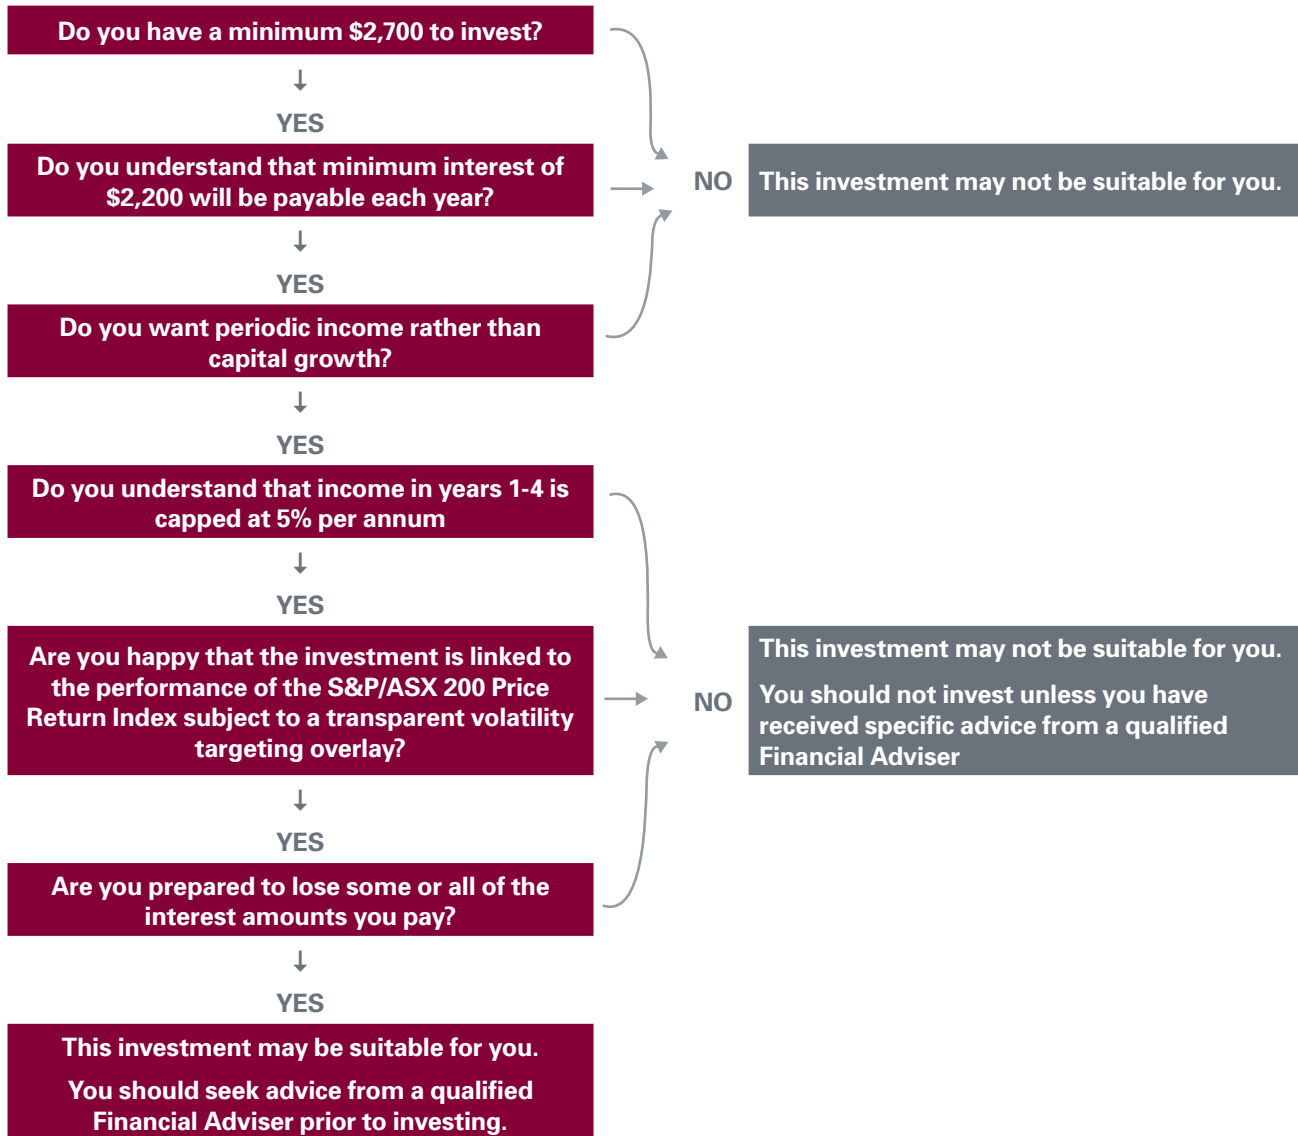 Do you have a minimum $2,700 to invest?
↓
YES
Do you understand that minimum interest of
$2,200 will be payable each year?
NO
This investment may not be suitable for you.
↓
YES
Do you want periodic income rather than
capital growth?
↓
YES
Do you understand that income in years 1-4 is
capped at 5% per annum
↓
YES
Are you happy that the investment is linked to
the performance of the S&P/ASX 200 Price
Return Index subject to a transparent volatility
targeting overlay?
NO
This investment may not be suitable for you.
You should not invest unless you have
received specific advice from a qualified
Financial Adviser
↓
YES
Are you prepared to lose some or all of the
interest amounts you pay?
↓
YES
This investment may be suitable for you.
You should seek advice from a qualified
Financial Adviser prior to investing.